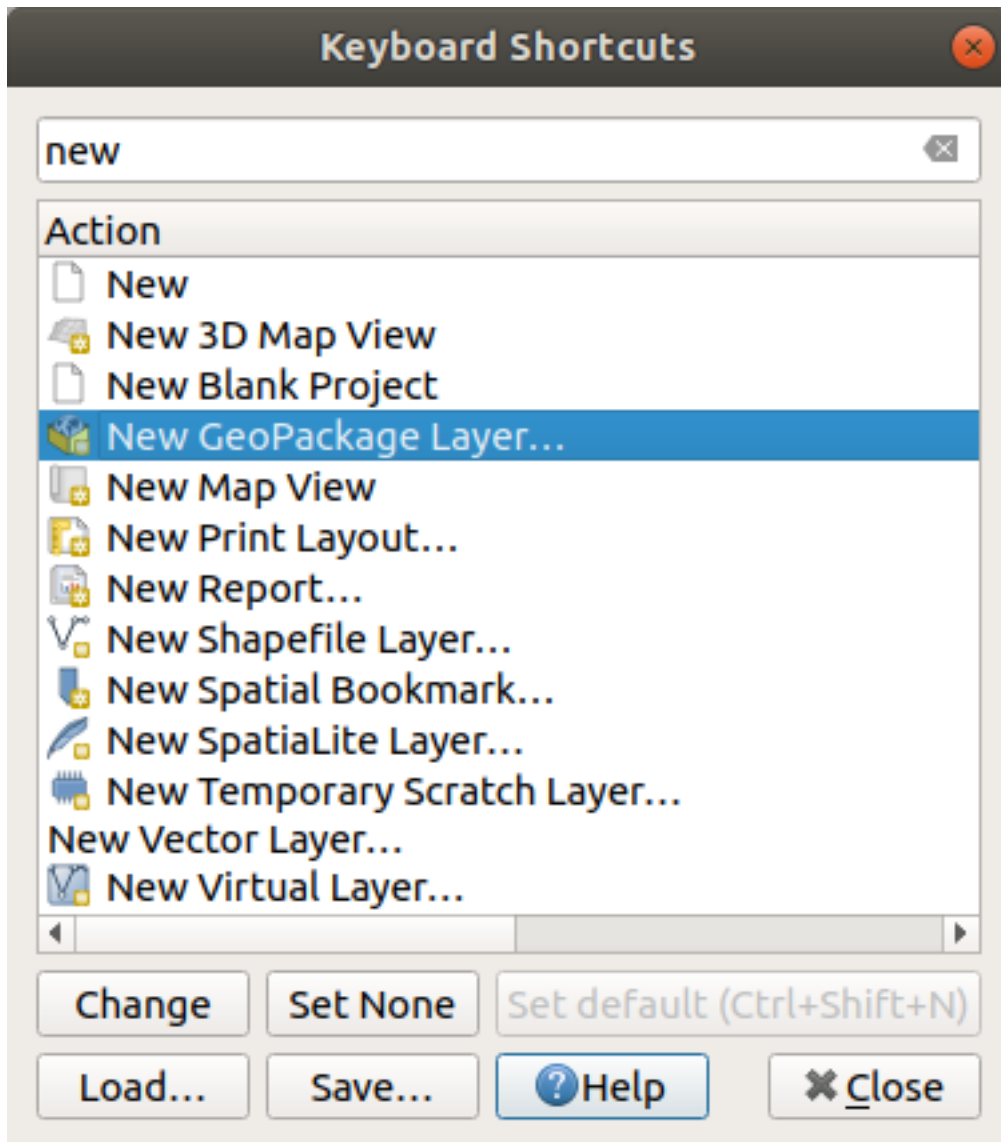 Keyboard Shortcuts
new
Action
New
New 3D Map View
New Blank Project
New GeoPackage Layer…
New Map View
New Print Layout…
New Report…
New Shapefile Layer…
New Spatial Bookmark…
New SpatiaLite Layer…
New Temporary Scratch Layer…
New Vector Layer…
New Virtual Layer…
Change Set None Set default (Ctrl+Shift+N)
Load… Save… Help Close